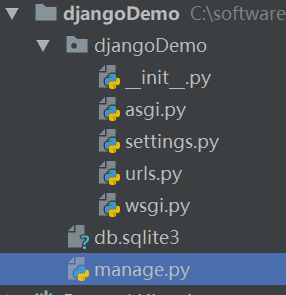 djangoDemo C:\software
djangoDemo
__init__.py
asgi.py
settings.py
urls.py
wsgi.py
db.sqlite3
manage.py